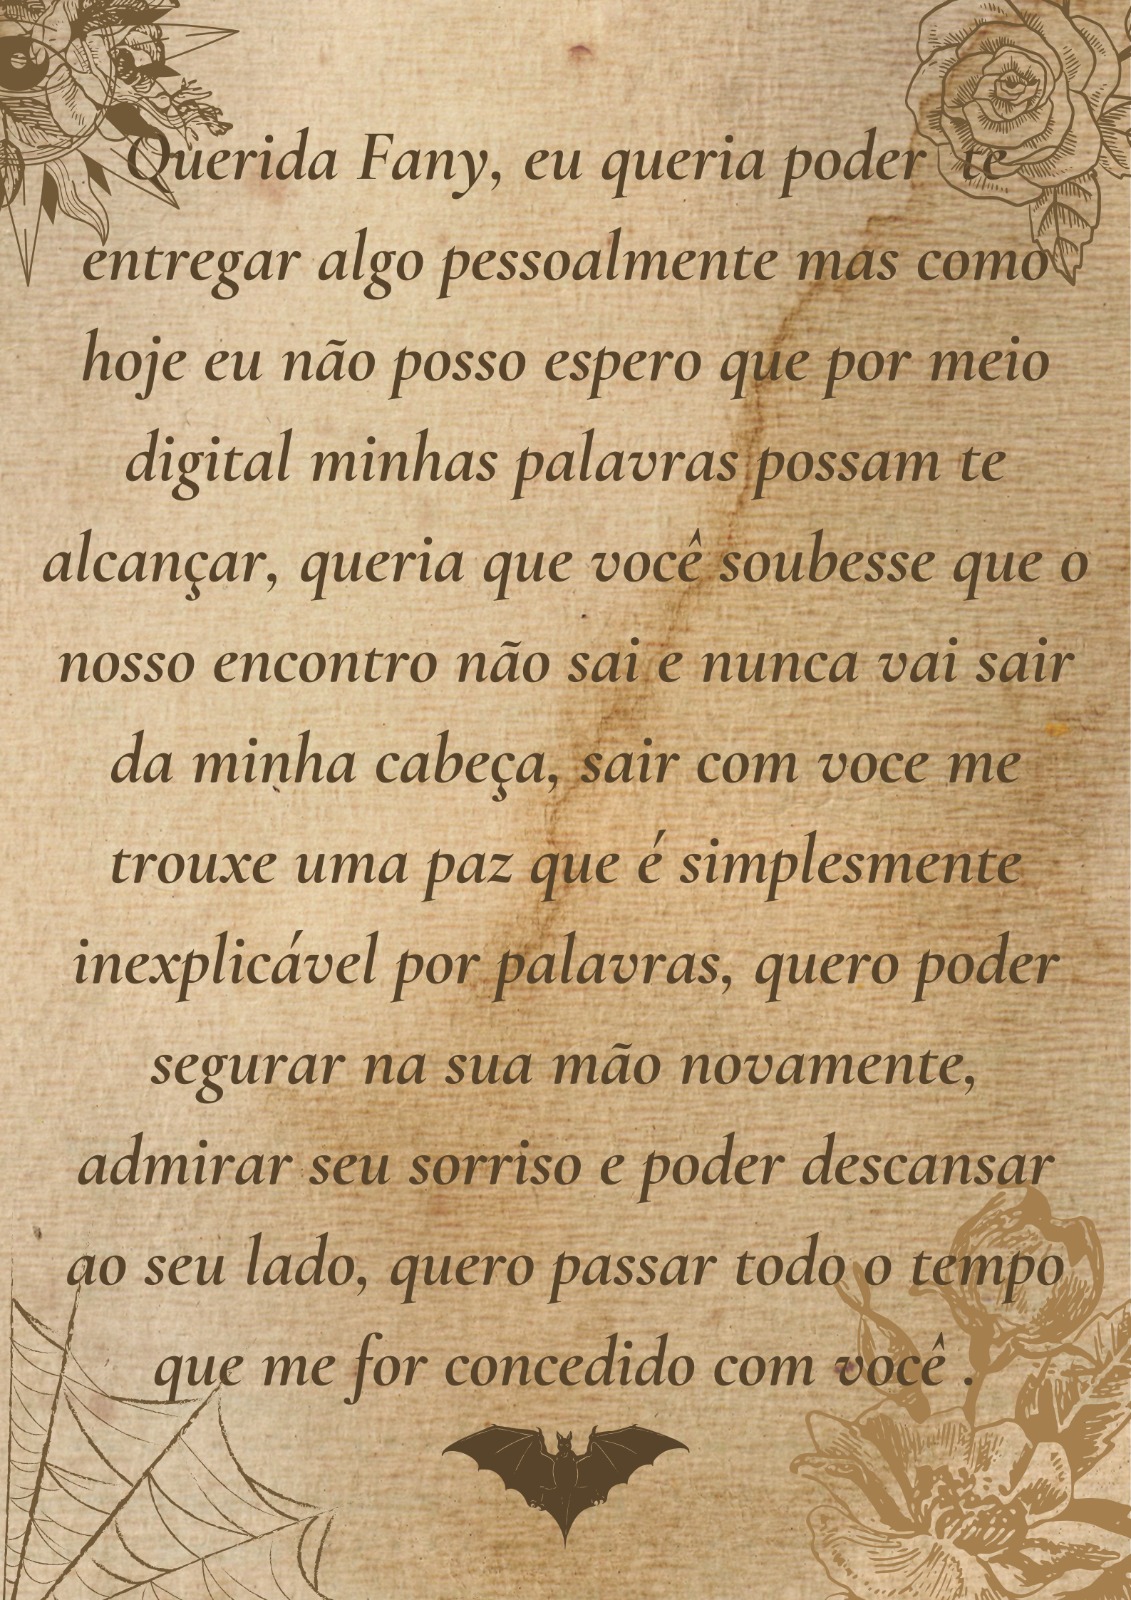 Querida Fany, eu queria poder te
entregar algo pessoalmente mas como
hoje eu não posso espero que por meio
digital minhas palavras possam te
alcançar, queria que você soubesse que o
nosso encontro não sai e nunca vai sair
da minha cabeça, sair com voce me
trouxe uma paz que é simplesmente
inexplicável por palavras, quero poder
segurar na sua mão novamente,
admirar seu sorriso e poder descansar
ao seu lado, quero passar todo o tempo
que me for concedido com você .